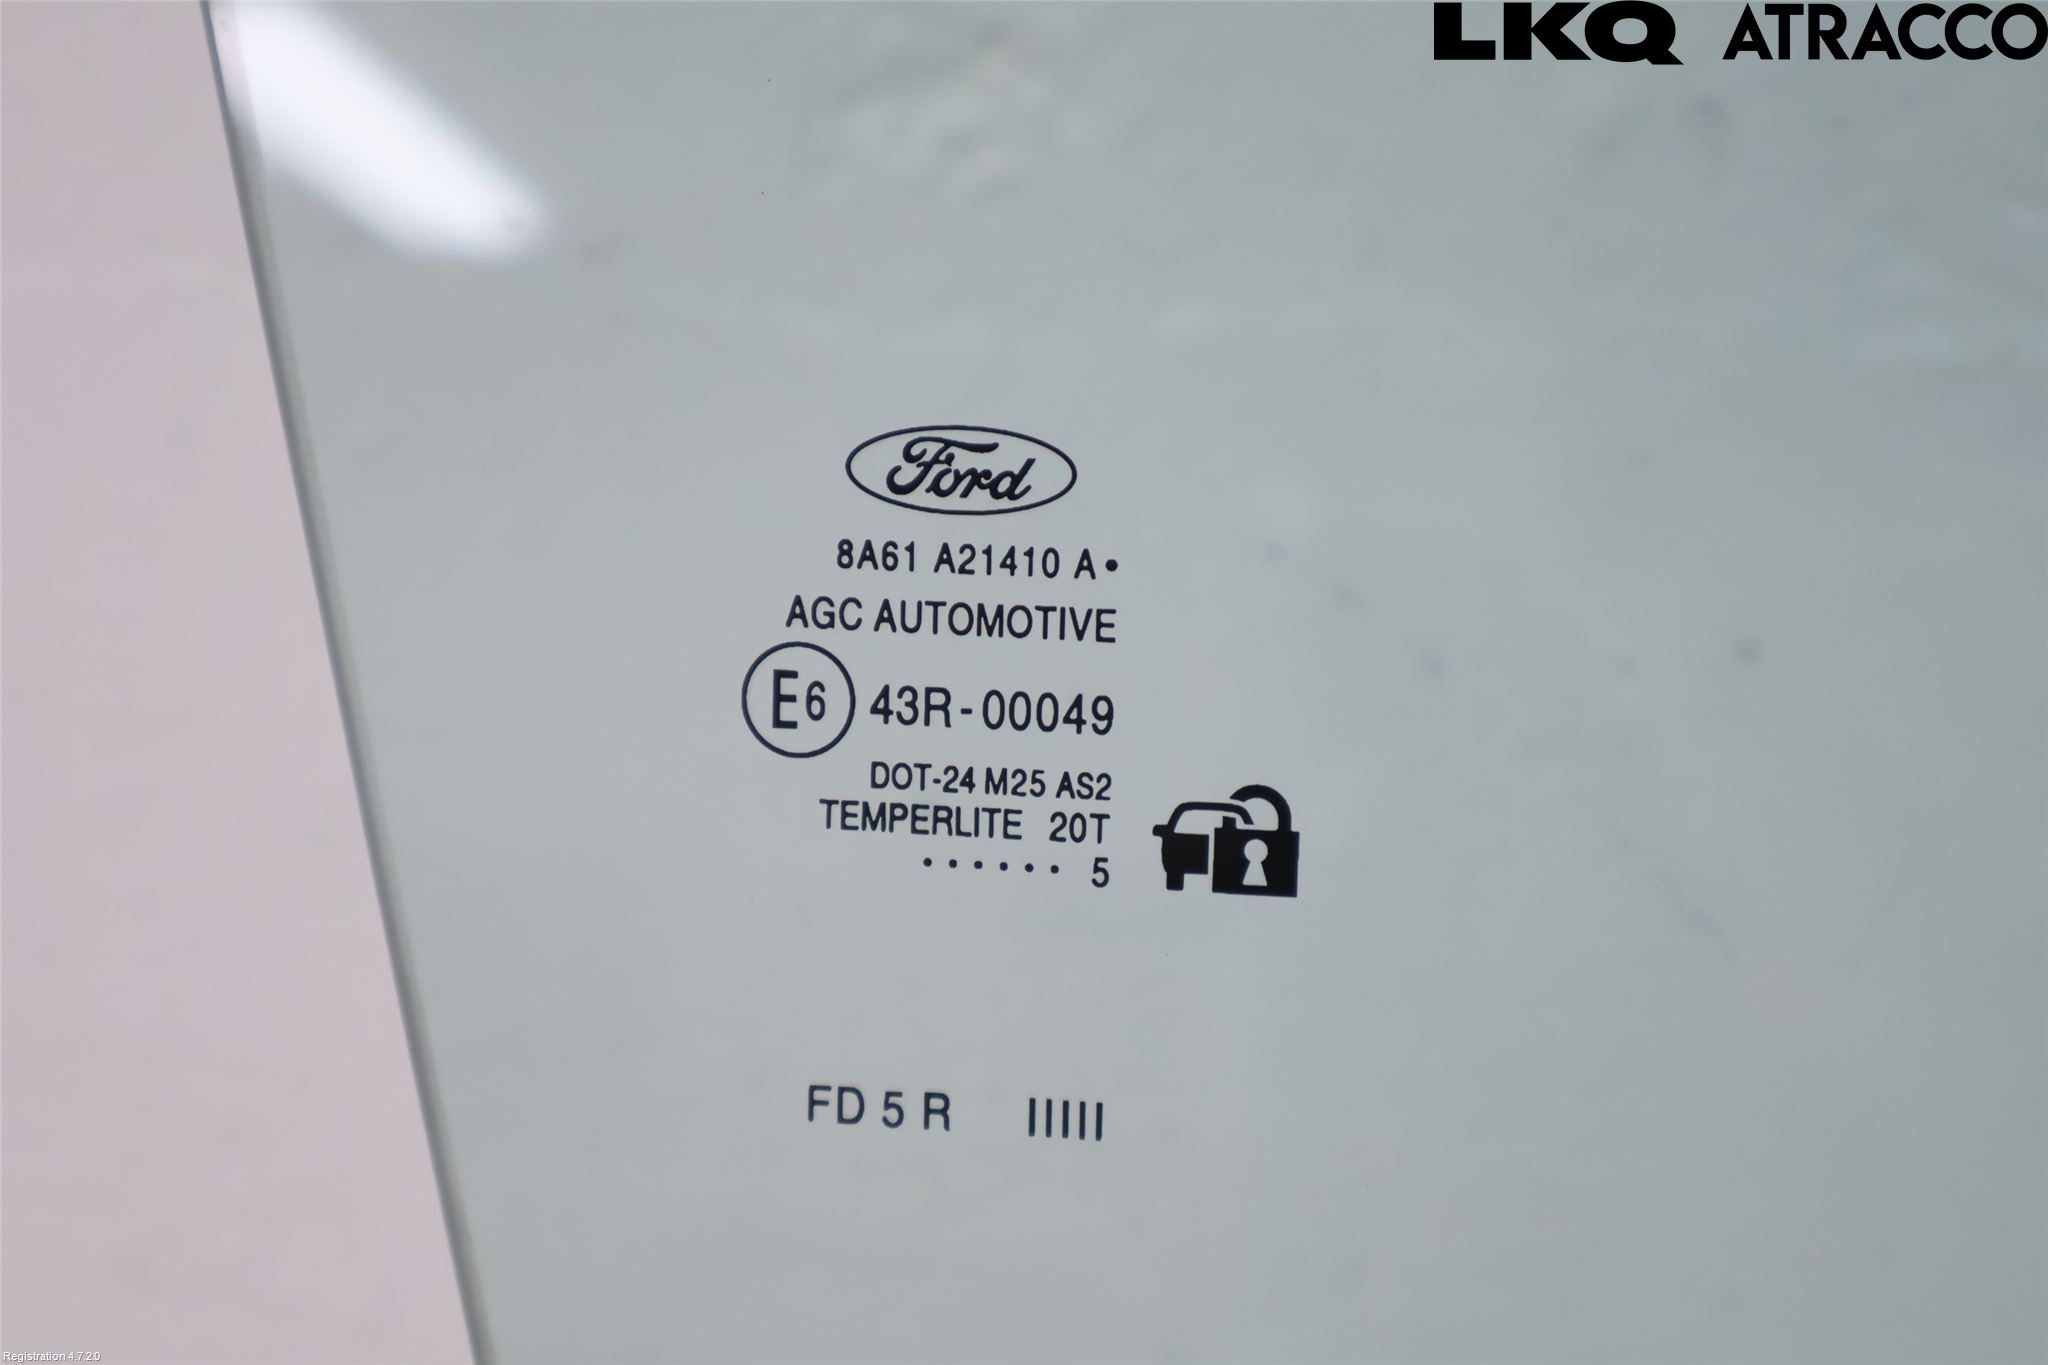 LKQ ATRACCO
Ford
8A61 A21410 A•
AGC AUTOMOTIVE
E6 43R-00049
DOT-24 M25 AS2
TEMPERLITE 20T
• • • • • • 5
FD 5 R IIIII
Registration 4.7.2.0